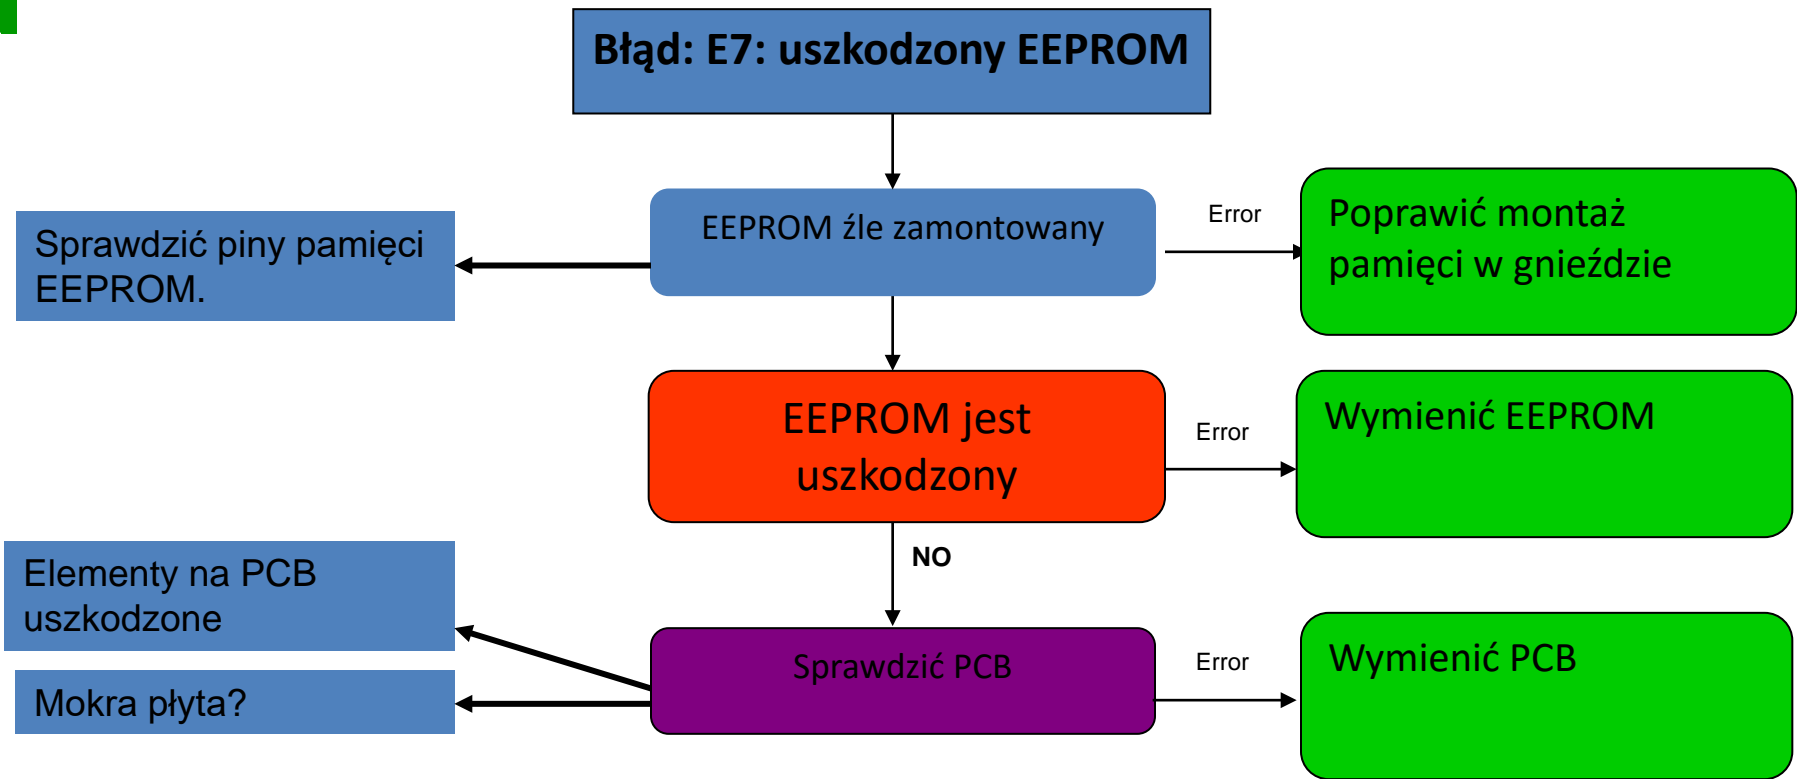 Błąd: E7: uszkodzony EEPROM
EEPROM źle zamontowany
Error
Poprawić montaż
pamięci w gnieździe
Sprawdzić piny pamięci
EEPROM.
EEPROM jest
uszkodzony
Error
Wymienić EEPROM
NO
Elementy na PCB
uszkodzone
Sprawdzić PCB
Error
Wymienić PCB
Mokra płyta?